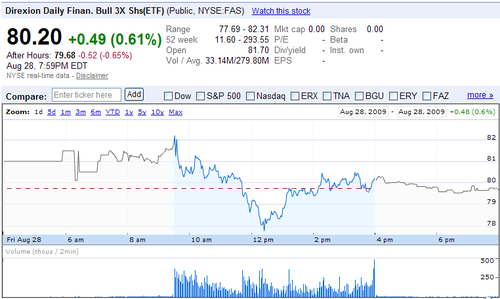 Direxion Daily Finan. Bull 3X Shs(ETF) (Public, NYSE:FAS) Watch this stock
80.20 +0.49 (0.61%)
After Hours: 79.68 -0.52 (-0.65%)
Aug 28, 7:59PM EDT
NYSE real-time data - Disclaimer
Range 77.69 - 82.31 Mkt cap 0.00 Shares 0.00
52 week 11.60 - 293.55 P/E - Beta -
Open 81.70 Div/yield - Inst. own -
Vol / Avg. 33.14M/279.80M EPS -
Compare: Enter ticker here Add Dow S&P 500 Nasdaq ERX TNA BGU ERY FAZ more »
Zoom: 1d 5d 1m 3m 6m YTD 1y 5y 10y Max Aug 28, 2009 - Aug 28, 2009 +0.48 (0.6%)
82
81
80
79
78
Fri Aug 28 6 am 8 am 10 am 12 pm 2 pm 4 pm 6 pm
Volume (thous / 2min)
500
250
0